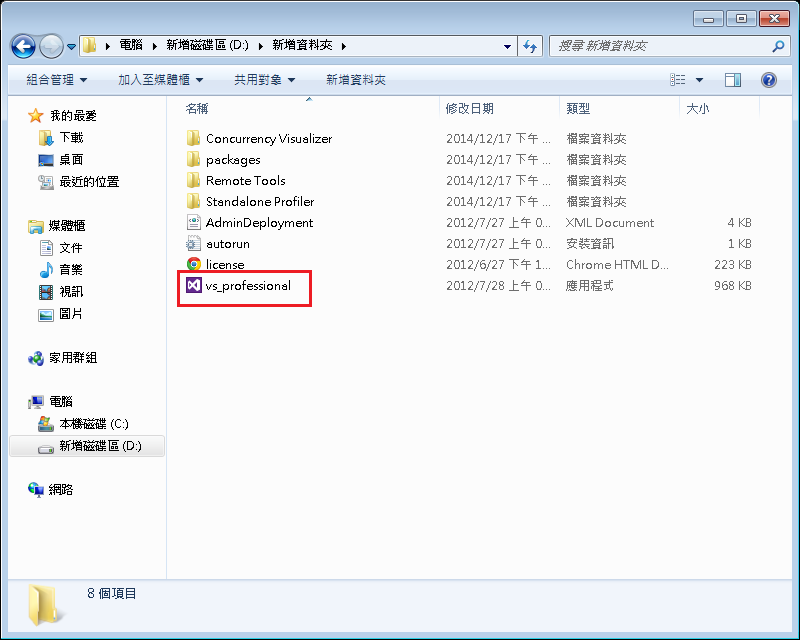 電腦 新增磁碟區 (D:) 新增資料夾
搜尋 新增資料夾
組合管理 加入至媒體櫃 共用對象 新增資料夾
我的最愛
下載
桌面
最近的位置
媒體櫃
文件
音樂
視訊
圖片
家用群組
電腦
本機磁碟 (C:)
新增磁碟區 (D:)
網路
名稱 修改日期 類型 大小
Concurrency Visualizer 2014/12/17 下午 ... 檔案資料夾
packages 2014/12/17 下午 ... 檔案資料夾
Remote Tools 2014/12/17 下午 ... 檔案資料夾
Standalone Profiler 2014/12/17 下午 ... 檔案資料夾
AdminDeployment 2012/7/27 上午 0... XML Document 4 KB
autorun 2012/7/27 上午 0... 安裝資訊 1 KB
license 2012/6/27 下午 1... Chrome HTML D... 223 KB
vs_professional 2012/7/28 上午 0... 應用程式 968 KB
8 個項目